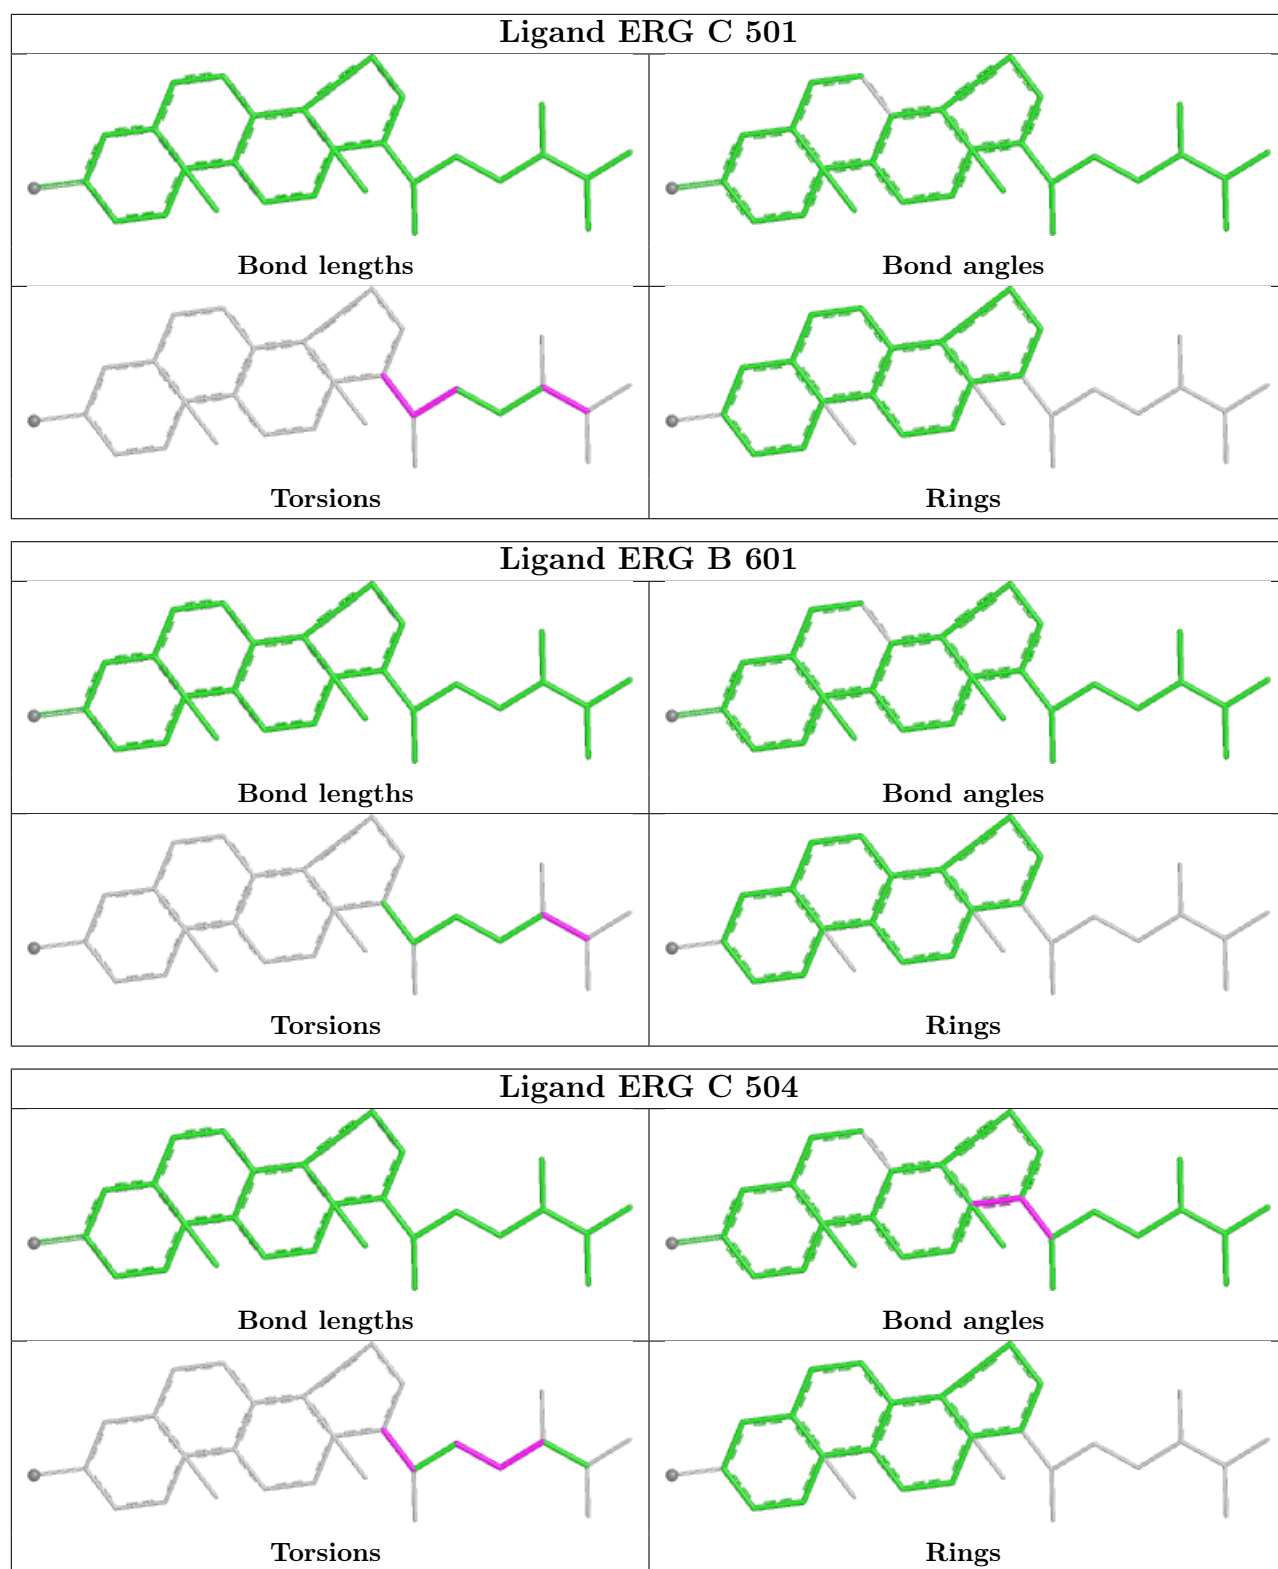 Ligand ERG C 501
Bond lengths
Bond angles
Torsions
Rings
Ligand ERG B 601
Bond lengths
Bond angles
Torsions
Rings
Ligand ERG C 504
Bond lengths
Bond angles
Torsions
Rings